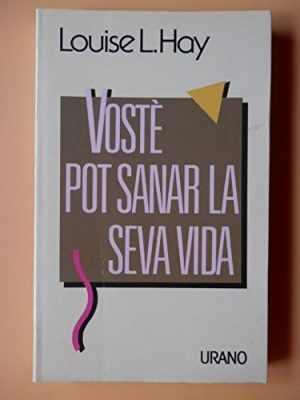 Louise L. Hay
VOSTÈ
POT SANAR LA
SEVA VIDA
URANO